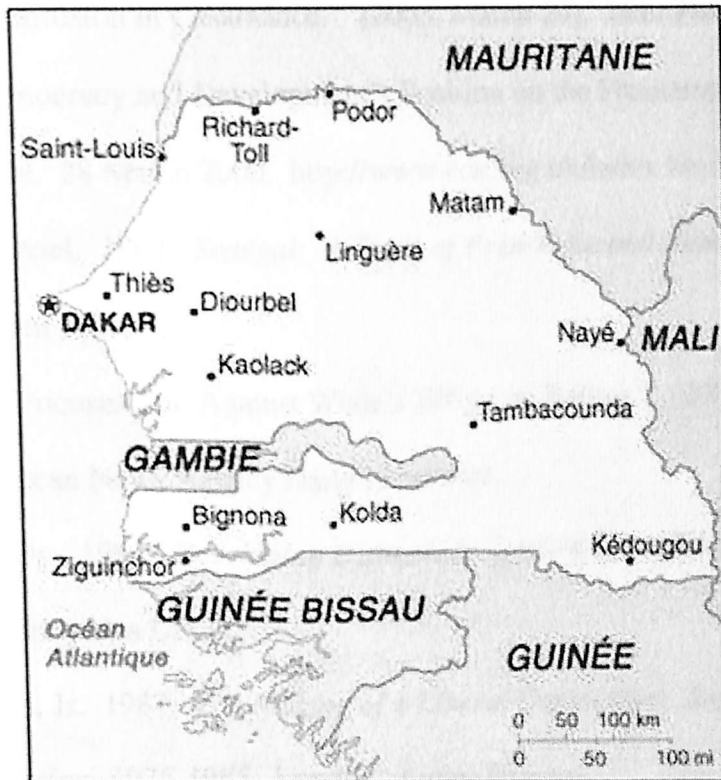 MAURITANIE
Podor
Richard-
Toll
Saint-Louis
Matam
Linguère
Thiès
Diourbel
DAKAR
Nayé
MALI
Kaolack
Tambacounda
GAMBIE
Bignona
Kolda
Kédougou
Ziguinchor
GUINÉE BISSAU
Océan
Atlantique
GUINÉE
0 50 100 km
0 50 100 mi